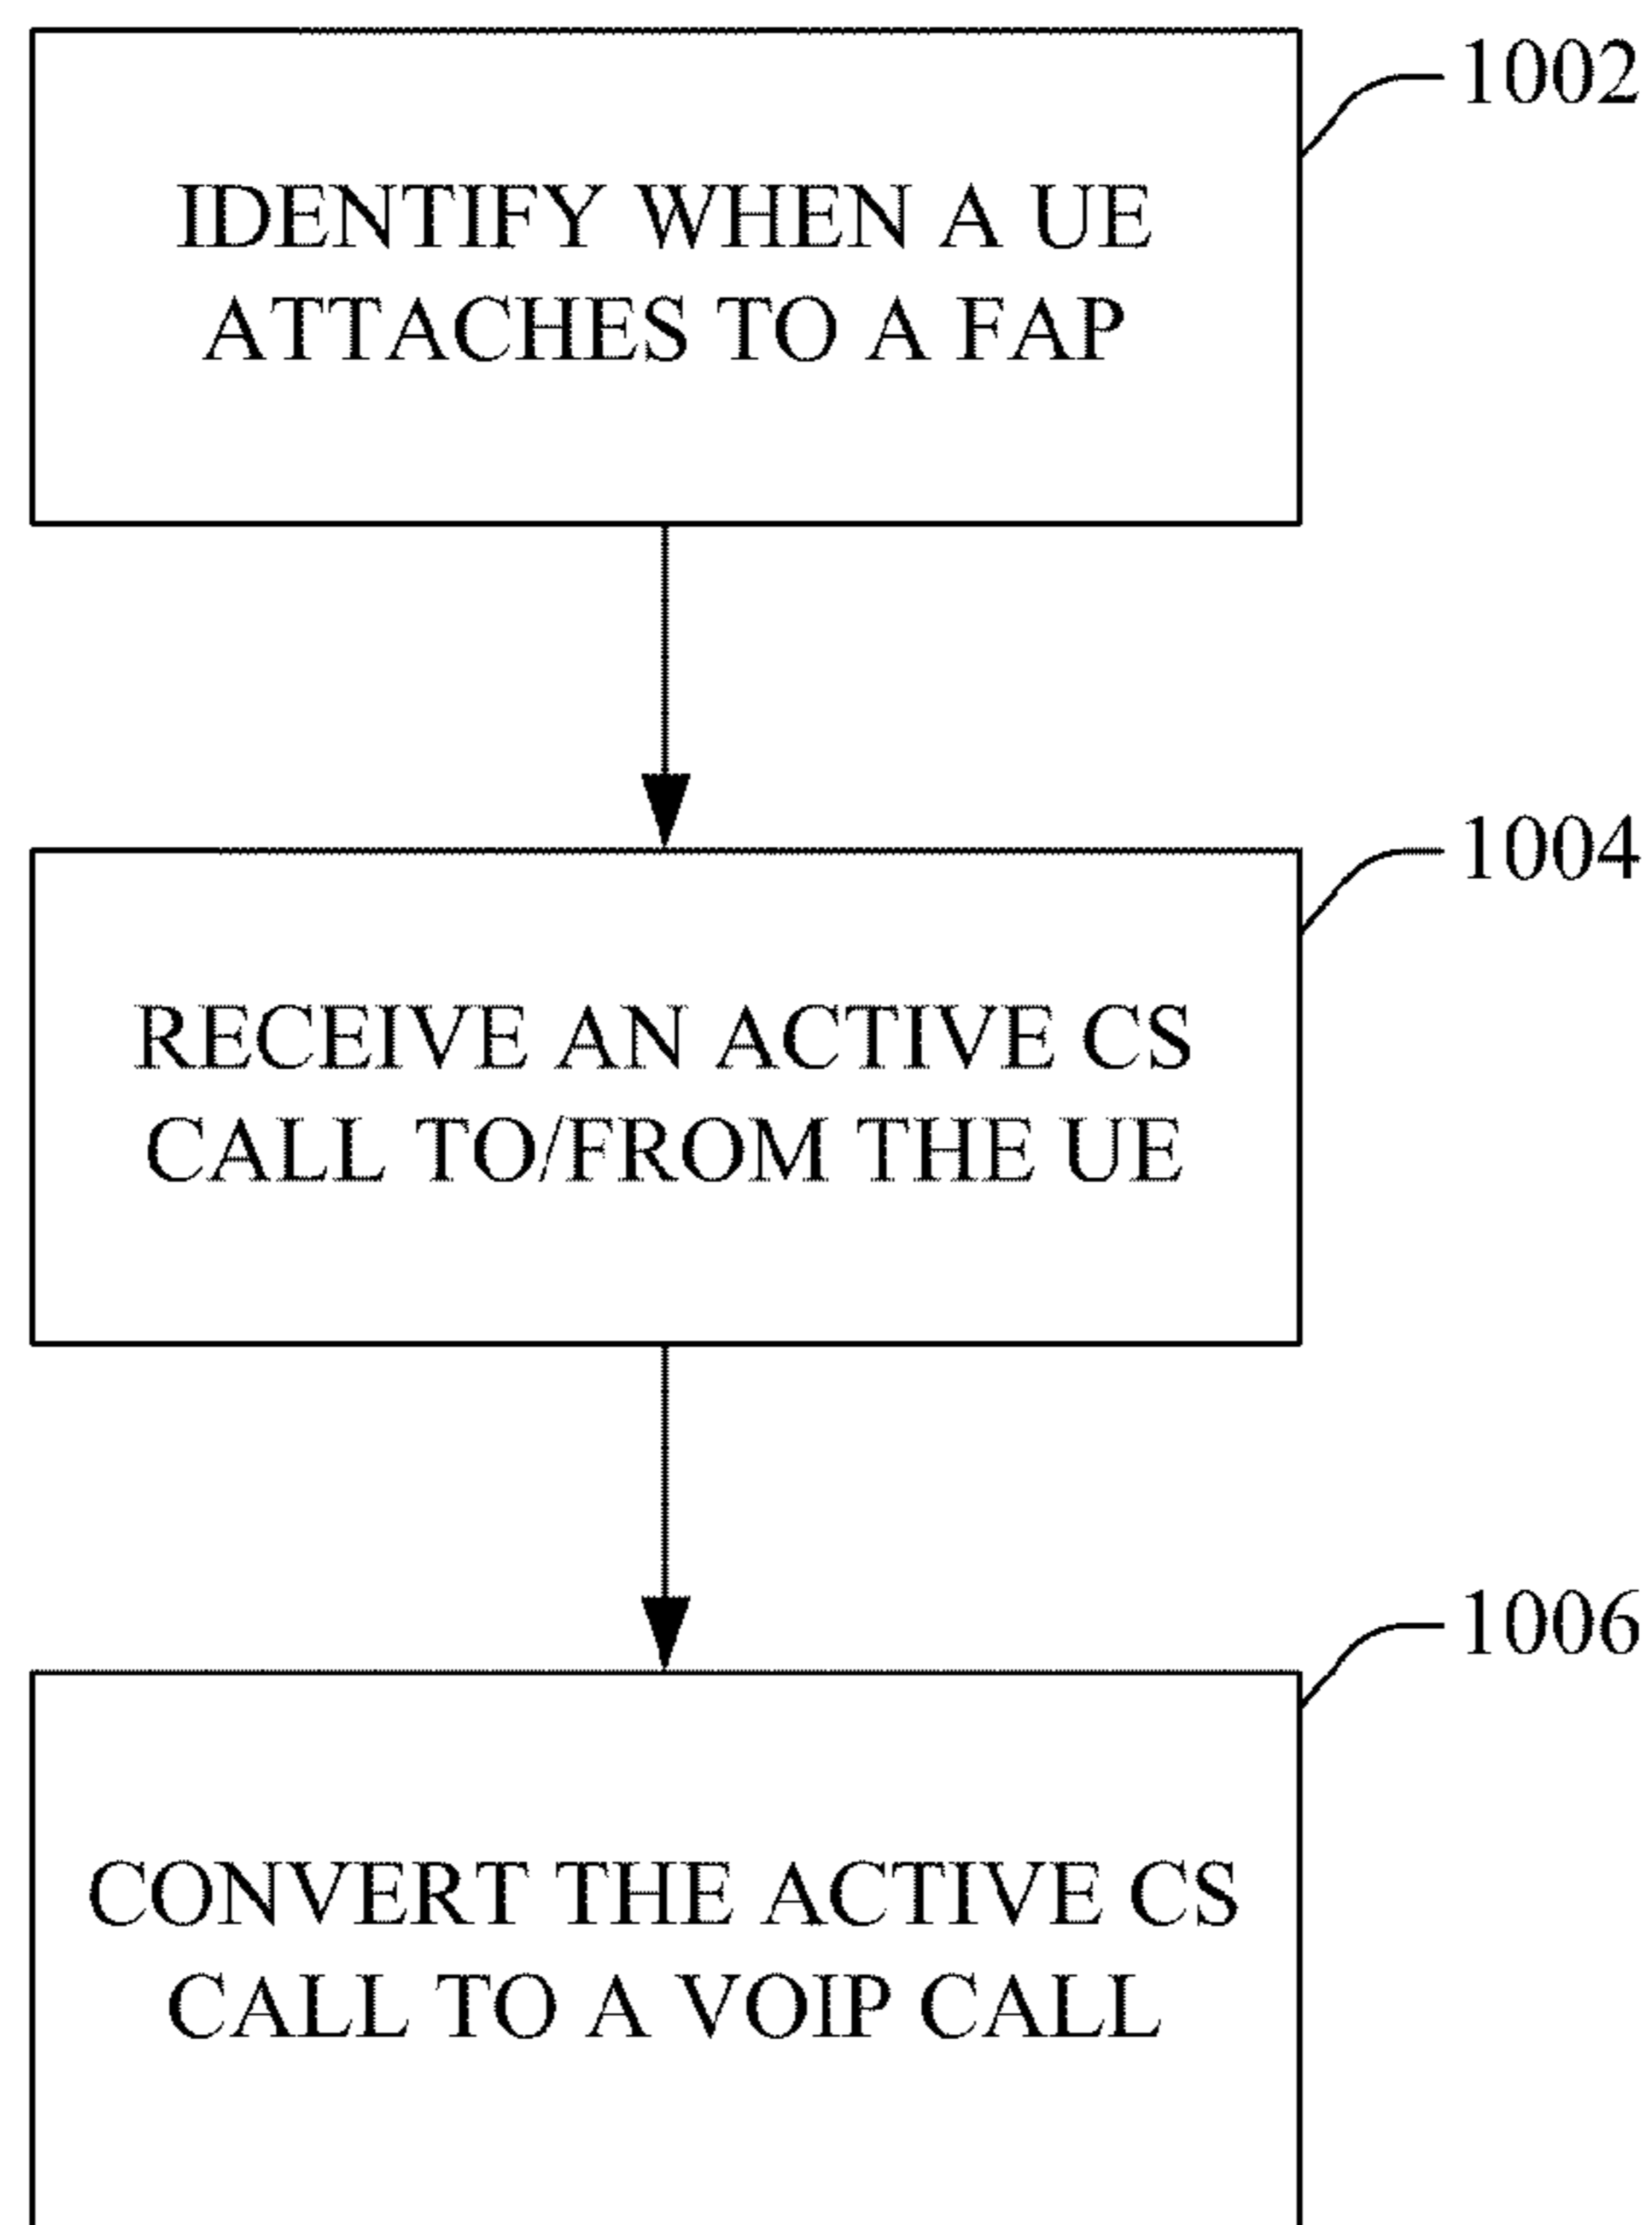 1002
IDENTIFY WHEN A UE
ATTACHES TO A FAP
1004
RECEIVE AN ACTIVE CS
CALL TO/FROM THE UE
1006
CONVERT THE ACTIVE CS
CALL TO A VOIP CALL